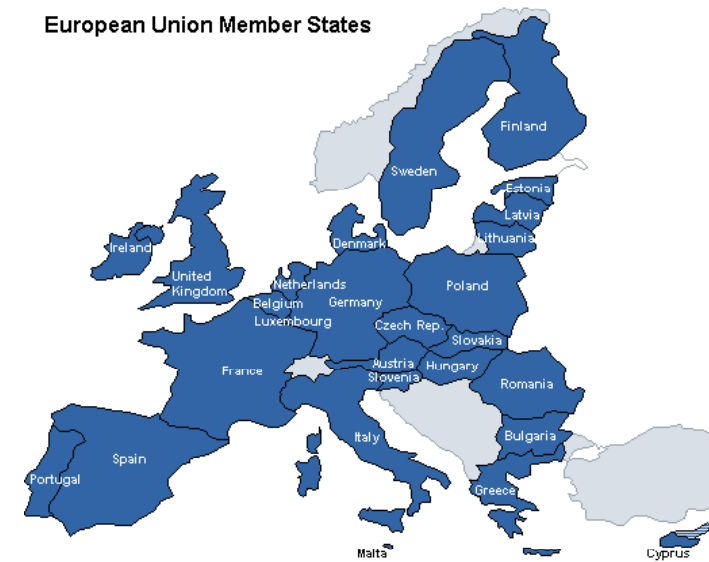 European Union Member States
Finland
Sweden
Estonia
Latvia
Lithuania
Denmark
Ireland
United
Kingdom
Netherlands
Belgium
Germany
Luxembourg
Poland
Czech Rep.
Slovakia
France
Austria
Hungary
Slovenia
Romania
Italy
Bulgaria
Spain
Portugal
Greece
Malta
Cyprus